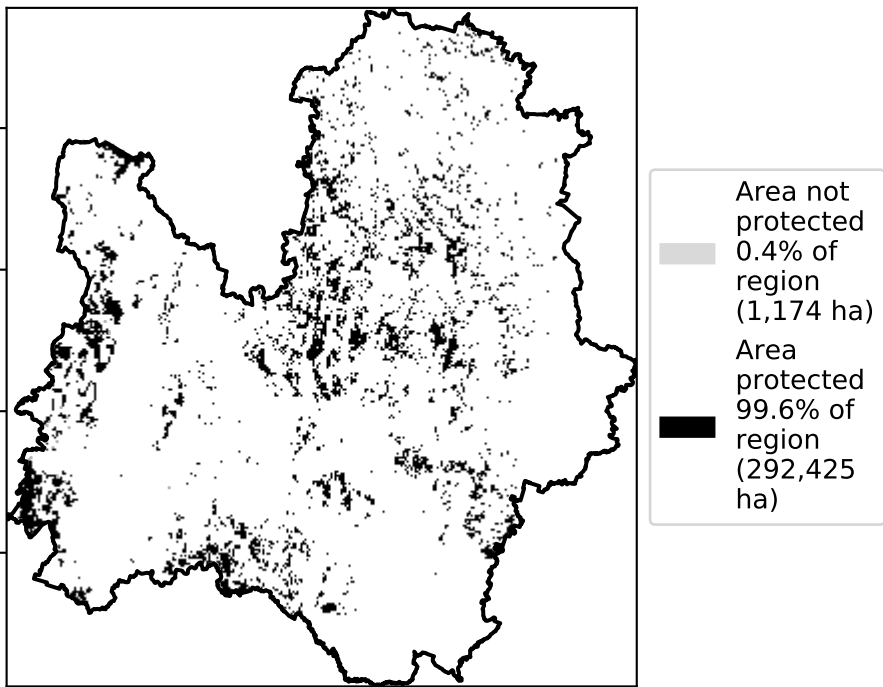 Area not
protected
0.4% of
region
(1,174 ha)
Area
protected
99.6% of
region
(292,425
ha)